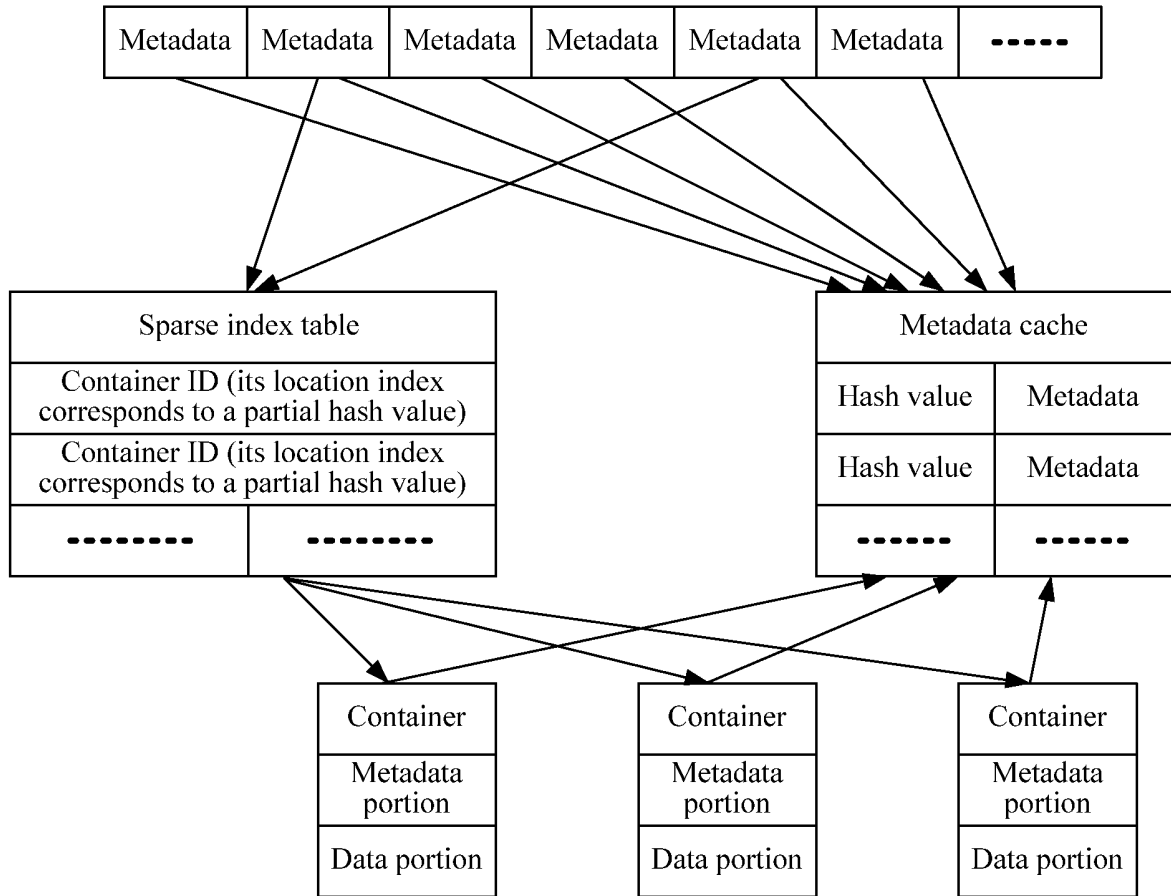 Metadata Metadata Metadata Metadata Metadata Metadata
Sparse index table
Container ID (its location index
corresponds to a partial hash value)
Container ID (its location index
corresponds to a partial hash value)
Metadata cache
Hash value Metadata
Hash value Metadata
Container
Metadata
portion
Data portion
Container
Metadata
portion
Data portion
Container
Metadata
portion
Data portion